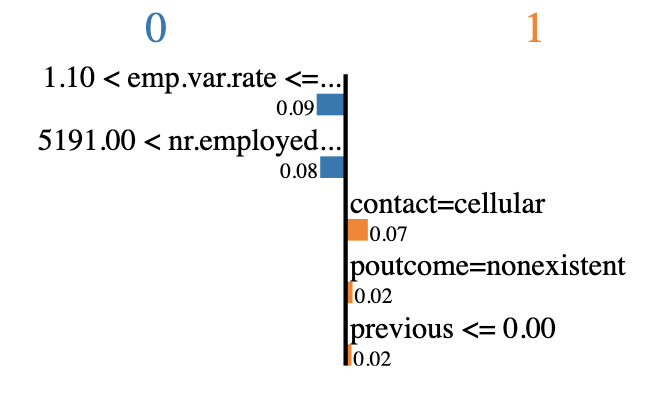 0 1
1.10 < emp.var.rate <=...
0.09
5191.00 < nr.employed...
0.08
contact=cellular
0.07
poutcome=nonexistent
0.02
previous <= 0.00
0.02